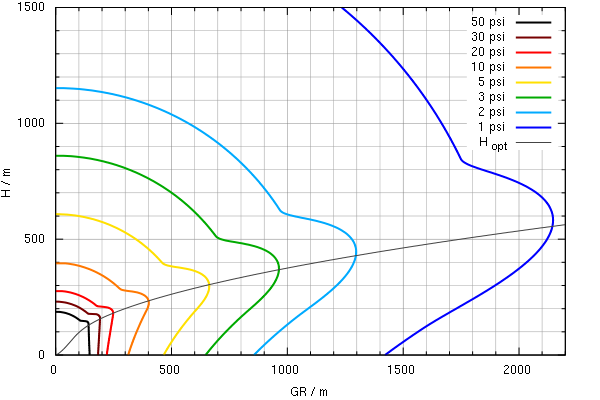 1500
50 psi
30 psi
20 psi
10 psi
5 psi
3 psi
2 psi
1 psi
H opt
1000
500
0
H / m
0 500 1000 1500 2000
GR / m